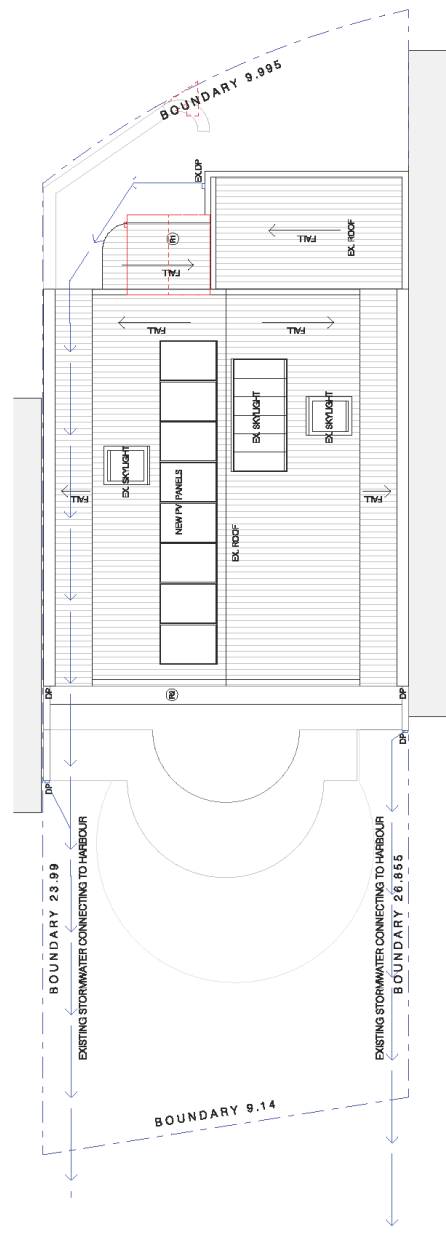 BOUNDARY 9.995
EX.DP
R1
FALL
FALL
EX. ROOF
FALL
FALL
EX. SKYLIGHT
EX. SKYLIGHT
EX. SKYLIGHT
FALL
NEW PV PANELS
FALL
EX. ROOF
DP
R2
DP
DP
DP
BOUNDARY 23.99
EXISTING STORMWATER CONNECTING TO HARBOUR
EXISTING STORMWATER CONNECTING TO HARBOUR
BOUNDARY 26.855
BOUNDARY 9.14